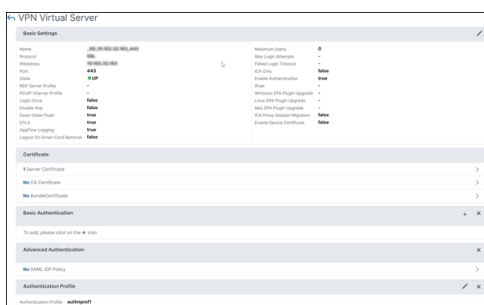 VPN Virtual Server
Basic Settings
Name
Protocol
IPAddress
Port 443
State UP
RDP Server Profile -
PCoIP VServer Profile -
Login Once false
Double Hop false
Down State Flush true
DTLS true
AppFlow Logging true
Logout On Smart Card Removal false
Maximum Users 0
Max Login Attempts -
Failed Login Timeout -
ICA Only false
Enable Authentication true
IPset -
Windows EPA Plugin Upgrade -
Linux EPA Plugin Upgrade -
Mac EPA Plugin Upgrade -
ICA Proxy Session Migration false
Enable Device Certificate false
Certificate
1 Server Certificate
No CA Certificate
No BundleCertificate
Basic Authentication
To add, please click on the + icon
Advanced Authentication
No SAML IDP Policy
Authentication Profile
Authentication Profile authnprof1